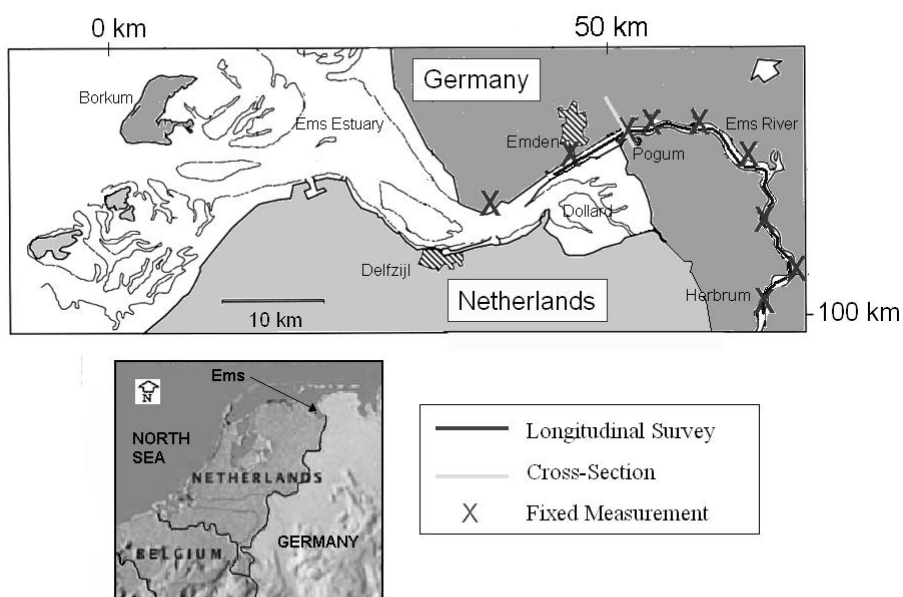 0 km
50 km
Germany
Borkum
Ems Estuary
Emden
Ems River
Pogum
Dollard
Delfzijl
Herbrum
Netherlands
10 km
100 km
Ems
N
NORTH
SEA
NETHERLANDS
GERMANY
BELGIUM
Longitudinal Survey
Cross-Section
X Fixed Measurement